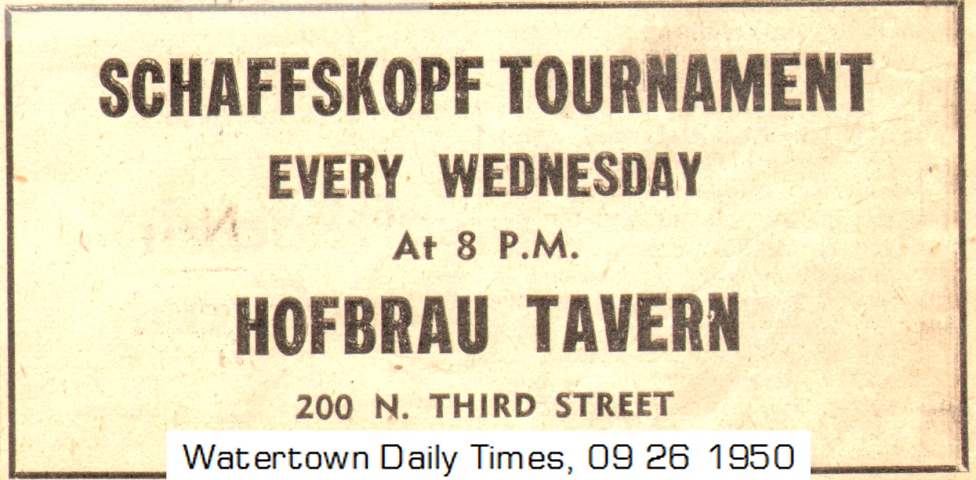 SCHAFFSKOPF TOURNAMENT
EVERY WEDNESDAY
At 8 P.M.
HOFBRAU TAVERN
200 N. THIRD STREET
Watertown Daily Times, 09 26 1950